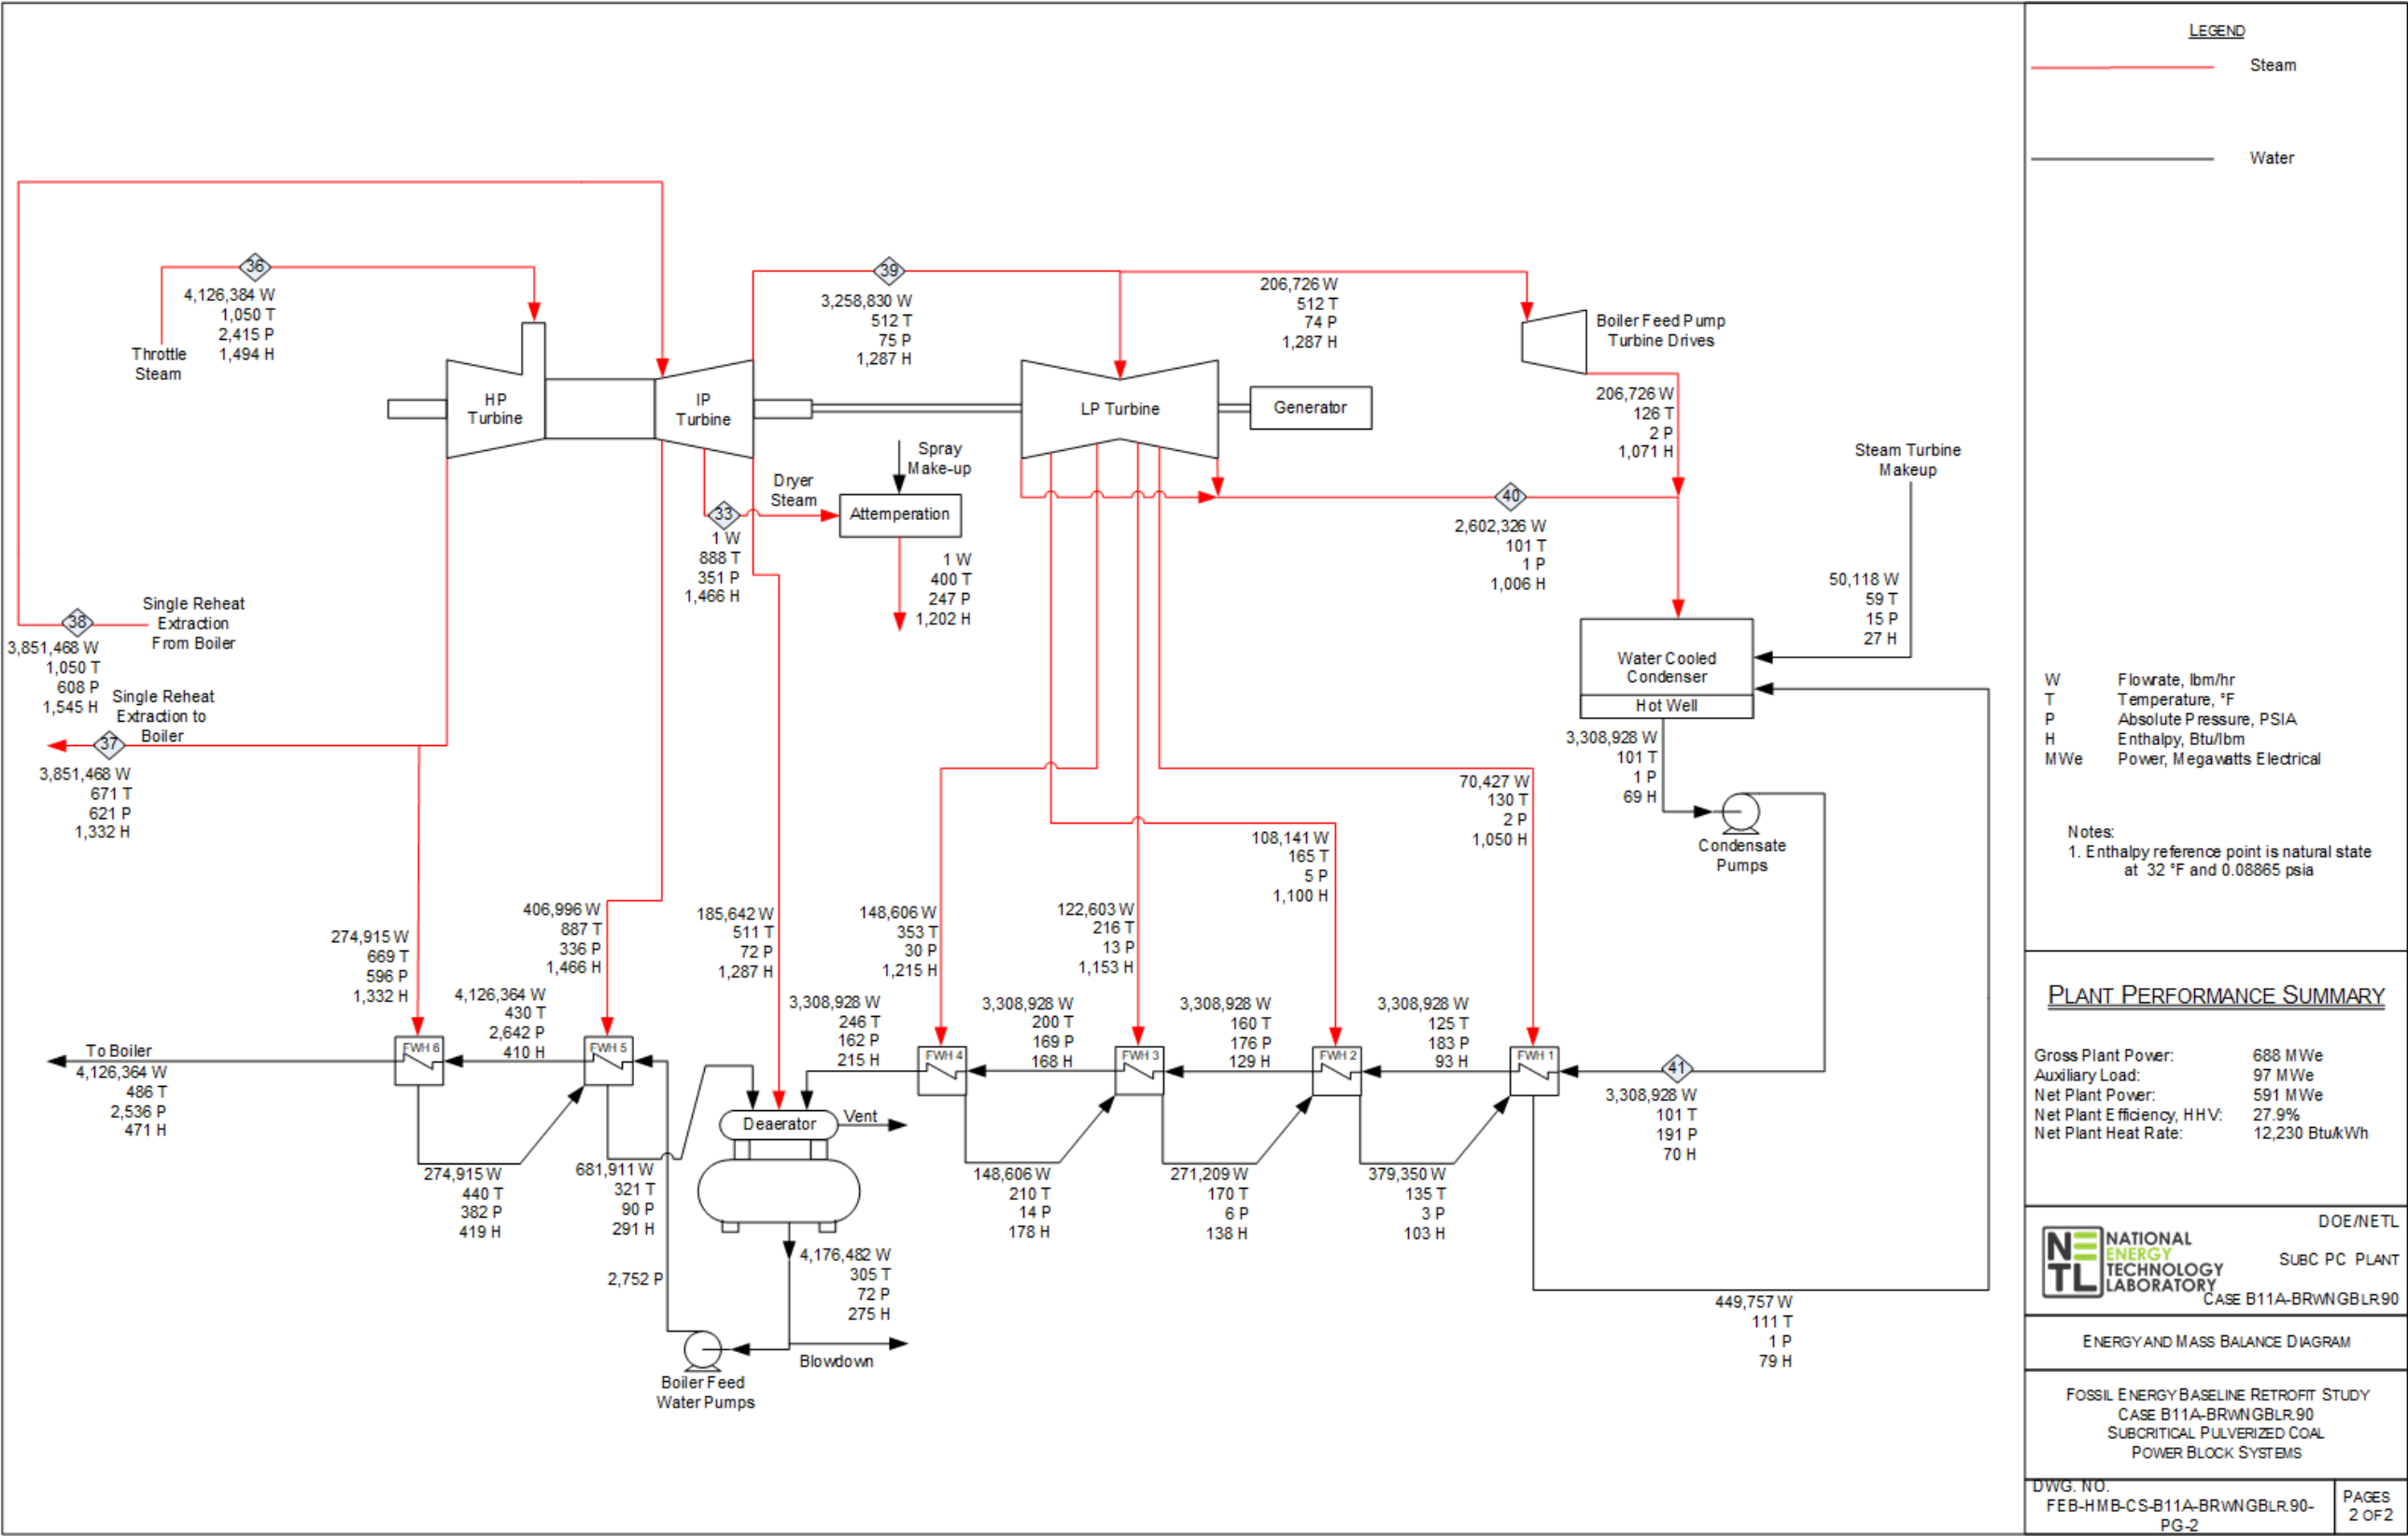 36
4,126,384 W
1,050 T
2,415 P
1,494 H
Throttle
Steam
HP
Turbine
IP
Turbine
39
3,258,830 W
512 T
75 P
1,287 H
206,726 W
512 T
74 P
1,287 H
Boiler Feed Pump
Turbine Drives
LP Turbine
Generator
206,726 W
126 T
2 P
1,071 H
Spray
Make-up
Dryer
Steam
33
Attemperation
1 W
888 T
351 P
1,466 H
1 W
400 T
247 P
1,202 H
40
2,602,326 W
101 T
1 P
1,006 H
Steam Turbine
Makeup
50,118 W
59 T
15 P
27 H
38
Single Reheat
Extraction
From Boiler
3,851,468 W
1,050 T
608 P
1,545 H
Single Reheat
Extraction to
Boiler
37
3,851,468 W
671 T
621 P
1,332 H
Water Cooled
Condenser
Hot Well
3,308,928 W
101 T
1 P
69 H
Condensate
Pumps
274,915 W
669 T
596 P
1,332 H
406,996 W
887 T
336 P
1,466 H
185,642 W
511 T
72 P
1,287 H
148,606 W
353 T
30 P
1,215 H
122,603 W
216 T
13 P
1,153 H
108,141 W
165 T
5 P
1,100 H
70,427 W
130 T
2 P
1,050 H
To Boiler
4,126,364 W
486 T
2,536 P
471 H
FWH 6
4,126,364 W
430 T
2,642 P
410 H
FWH 5
3,308,928 W
246 T
162 P
215 H
FWH 4
3,308,928 W
200 T
169 P
168 H
FWH 3
3,308,928 W
160 T
176 P
129 H
FWH 2
3,308,928 W
125 T
183 P
93 H
FWH 1
41
3,308,928 W
101 T
191 P
70 H
Deaerator
Vent
274,915 W
440 T
382 P
419 H
681,911 W
321 T
90 P
291 H
148,606 W
210 T
14 P
178 H
271,209 W
170 T
6 P
138 H
379,350 W
135 T
3 P
103 H
4,176,482 W
305 T
72 P
275 H
2,752 P
Blowdown
Boiler Feed
Water Pumps
449,757 W
111 T
1 P
79 H
LEGEND
Steam
Water
W Flowrate, lbm/hr
T Temperature, °F
P Absolute Pressure, PSIA
H Enthalpy, Btu/lbm
MWe Power, Megawatts Electrical
Notes:
1. Enthalpy reference point is natural state
at 32 °F and 0.08865 psia
PLANT PERFORMANCE SUMMARY
Gross Plant Power: 688 MWe
Auxiliary Load: 97 MWe
Net Plant Power: 591 MWe
Net Plant Efficiency, HHV: 27.9%
Net Plant Heat Rate: 12,230 Btu/kWh
NETL
NATIONAL
ENERGY
TECHNOLOGY
LABORATORY
DOE/NETL
SUBC PC PLANT
CASE B11A-BRWNGBLR.90
ENERGY AND MASS BALANCE DIAGRAM
FOSSIL ENERGY BASELINE RETROFIT STUDY
CASE B11A-BRWNGBLR.90
SUBCRITICAL PULVERIZED COAL
POWER BLOCK SYSTEMS
DWG. NO.
FEB-HMB-CS-B11A-BRWNGBLR.90-
PG-2
PAGES
2 OF 2